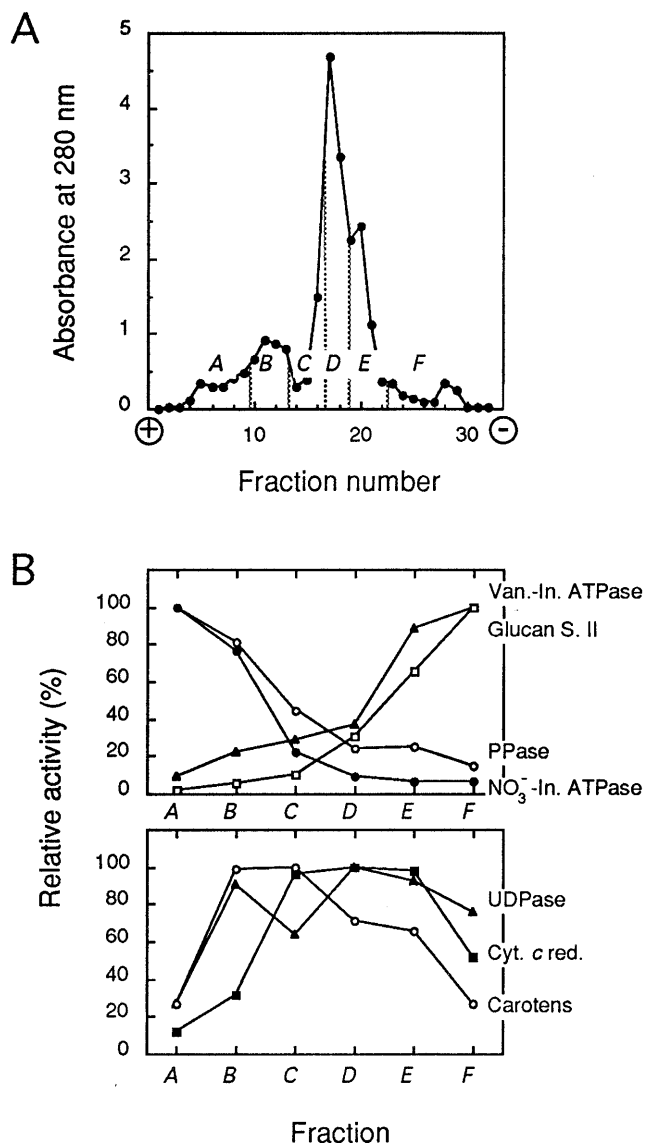 A
Absorbance at 280 nm
5
4
3
2
1
0
A B C D E F
+ 10 20 30 -
Fraction number
B
Relative activity (%)
100
80
60
40
20
0
Van.-In. ATPase
Glucan S. II
PPase
NO₃⁻-In. ATPase
A B C D E F
100
80
60
40
20
0
UDPase
Cyt. c red.
Carotens
A B C D E F
Fraction